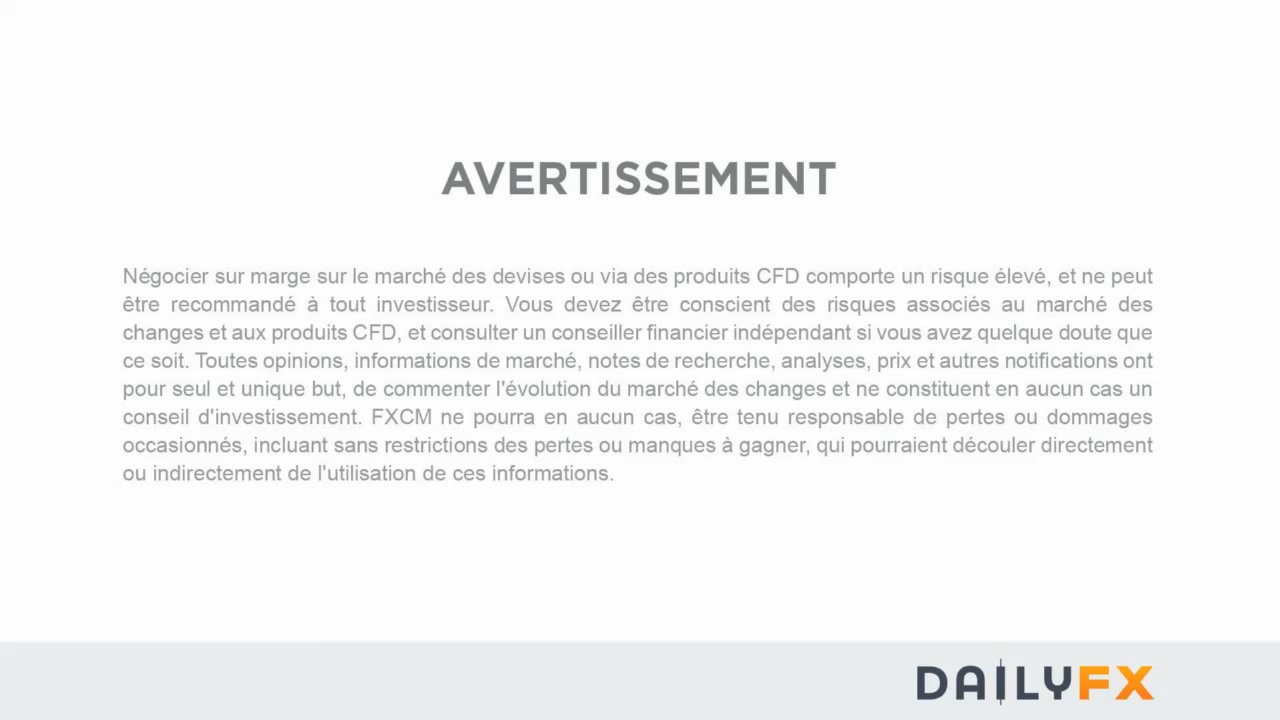 AVERTISSEMENT
Négocier sur marge sur le marché des devises ou via des produits CFD comporte un risque élevé, et ne peut
être recommandé à tout investisseur. Vous devez être conscient des risques associés au marché des
changes et aux produits CFD, et consulter un conseiller financier indépendant si vous avez quelque doute que
ce soit. Toutes opinions, informations de marché, notes de recherche, analyses, prix et autres notifications ont
pour seul et unique but, de commenter l'évolution du marché des changes et ne constituent en aucun cas un
conseil d'investissement. FXCM ne pourra en aucun cas, être tenu responsable de pertes ou dommages
occasionnés, incluant sans restrictions des pertes ou manques à gagner, qui pourraient découler directement
ou indirectement de l'utilisation de ces informations.
DAILYFX